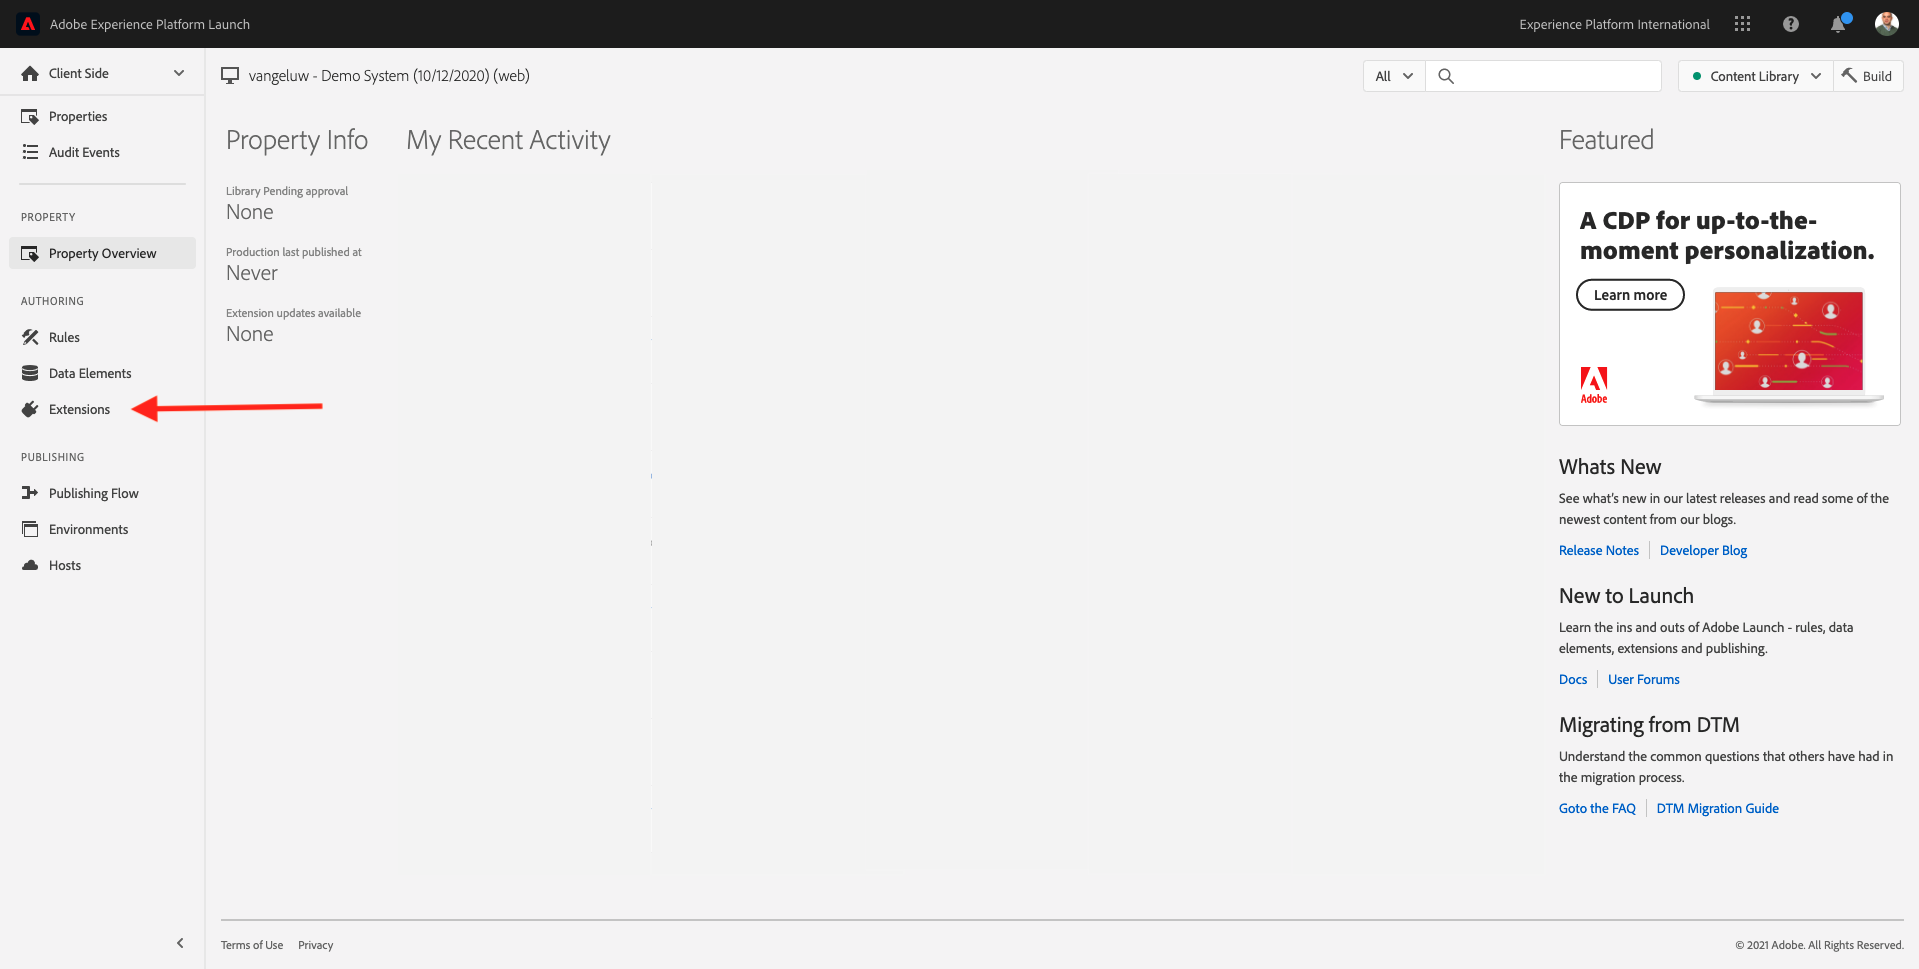 Adobe Experience Platform Launch
Experience Platform International
Client Side
vangeluw - Demo System (10/12/2020) (web)
All
Content Library
Build
Properties
Audit Events
PROPERTY
Property Overview
AUTHORING
Rules
Data Elements
Extensions
PUBLISHING
Publishing Flow
Environments
Hosts
Property Info
My Recent Activity
Library Pending approval
None
Production last published at
Never
Extension updates available
None
Featured
A CDP for up-to-the-
moment personalization.
Learn more
Adobe
Whats New
See what's new in our latest releases and read some of the
newest content from our blogs.
Release Notes
Developer Blog
New to Launch
Learn the ins and outs of Adobe Launch - rules, data
elements, extensions and publishing.
Docs
User Forums
Migrating from DTM
Understand the common questions that others have had in
the migration process.
Goto the FAQ
DTM Migration Guide
Terms of Use
Privacy
© 2021 Adobe. All Rights Reserved.